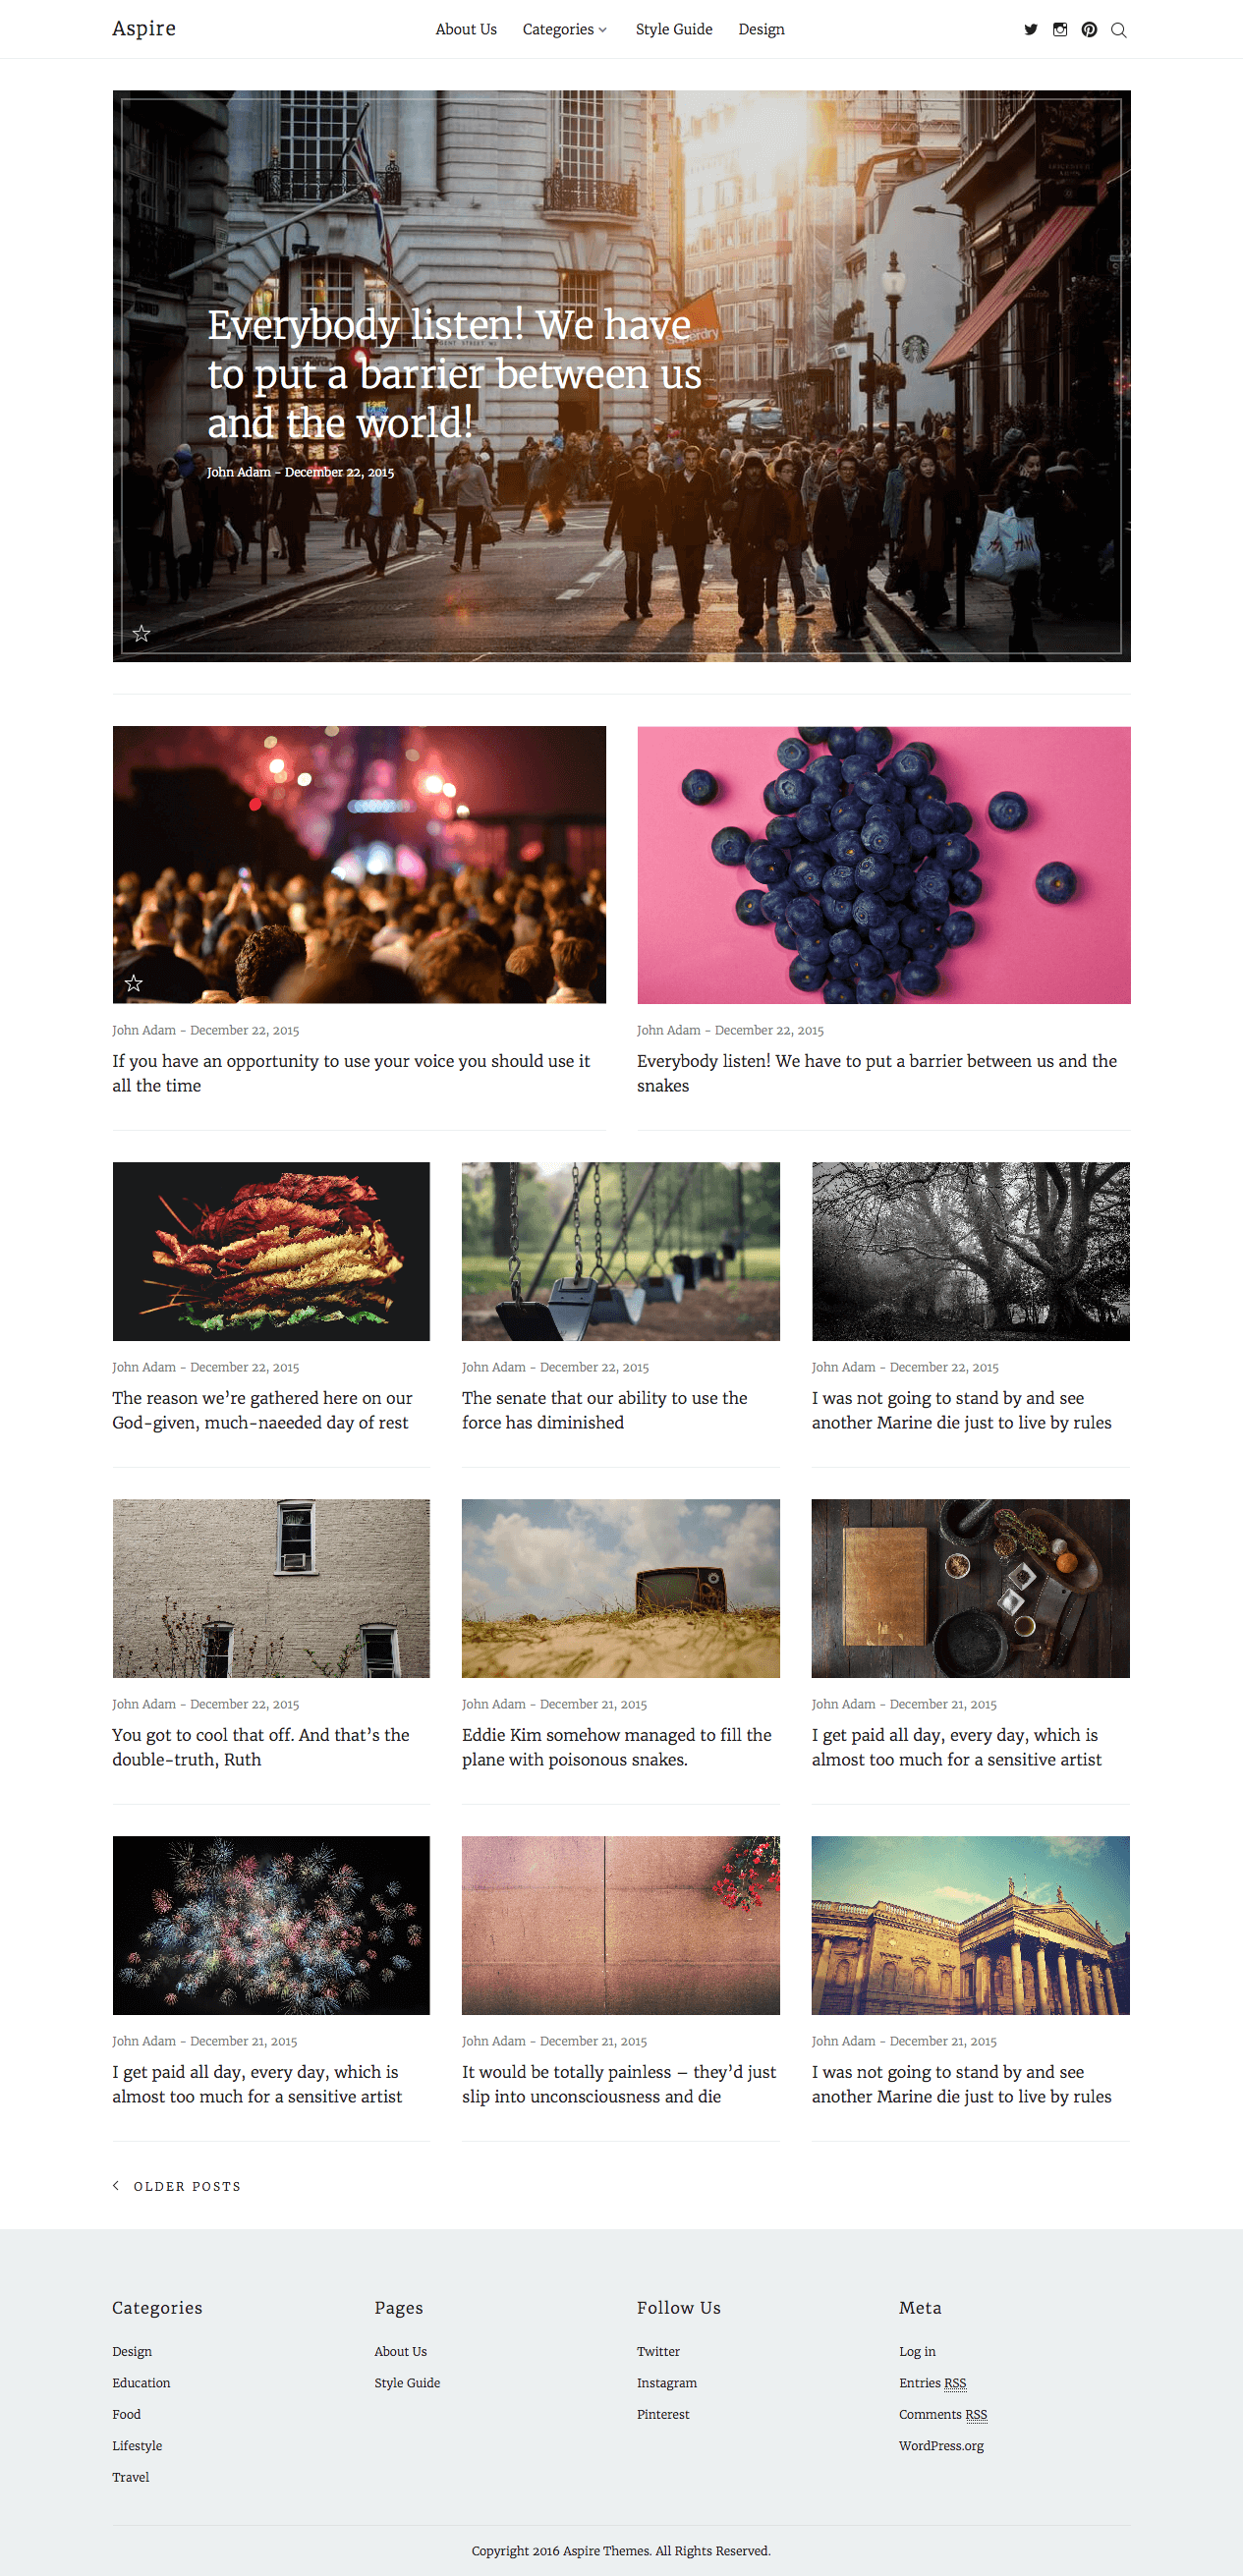 Aspire
About Us
Categories
Style Guide
Design
Superdry
Everybody listen! We have
to put a barrier between us
and the world!
John Adam - December 22, 2015
John Adam - December 22, 2015
If you have an opportunity to use your voice you should use it
all the time
John Adam - December 22, 2015
Everybody listen! We have to put a barrier between us and the
snakes
John Adam - December 22, 2015
The reason we’re gathered here on our
God-given, much-naeeded day of rest
John Adam - December 22, 2015
The senate that our ability to use the
force has diminished
John Adam - December 22, 2015
I was not going to stand by and see
another Marine die just to live by rules
John Adam - December 22, 2015
You got to cool that off. And that’s the
double-truth, Ruth
John Adam - December 21, 2015
Eddie Kim somehow managed to fill the
plane with poisonous snakes.
John Adam - December 21, 2015
I get paid all day, every day, which is
almost too much for a sensitive artist
John Adam - December 21, 2015
I get paid all day, every day, which is
almost too much for a sensitive artist
John Adam - December 21, 2015
It would be totally painless – they’d just
slip into unconsciousness and die
John Adam - December 21, 2015
I was not going to stand by and see
another Marine die just to live by rules
OLDER POSTS
Categories
Design
Education
Food
Lifestyle
Travel
Pages
About Us
Style Guide
Follow Us
Twitter
Instagram
Pinterest
Meta
Log in
Entries RSS
Comments RSS
WordPress.org
Copyright 2016 Aspire Themes. All Rights Reserved.